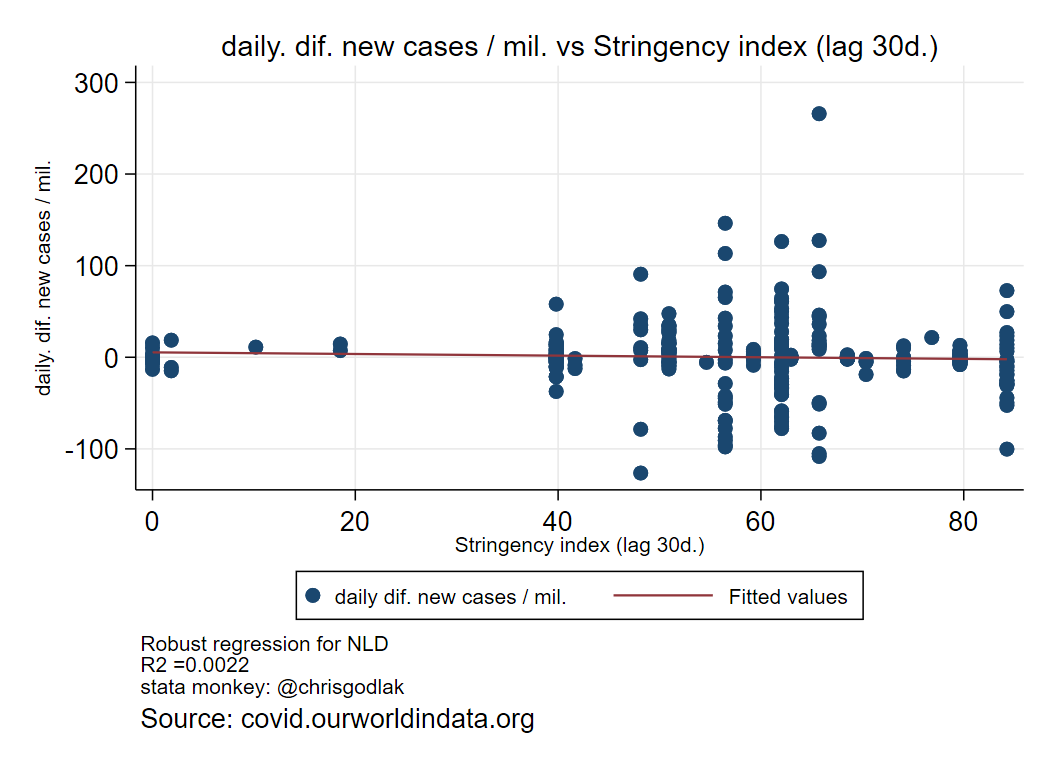 daily. dif. new cases / mil. vs Stringency index (lag 30d.)
300
200
100
0
-100
daily. dif. new cases / mil.
0 20 40 60 80
Stringency index (lag 30d.)
daily dif. new cases / mil. Fitted values
Robust regression for NLD
R2 =0.0022
stata monkey: @chrisgodlak
Source: covid.ourworldindata.org